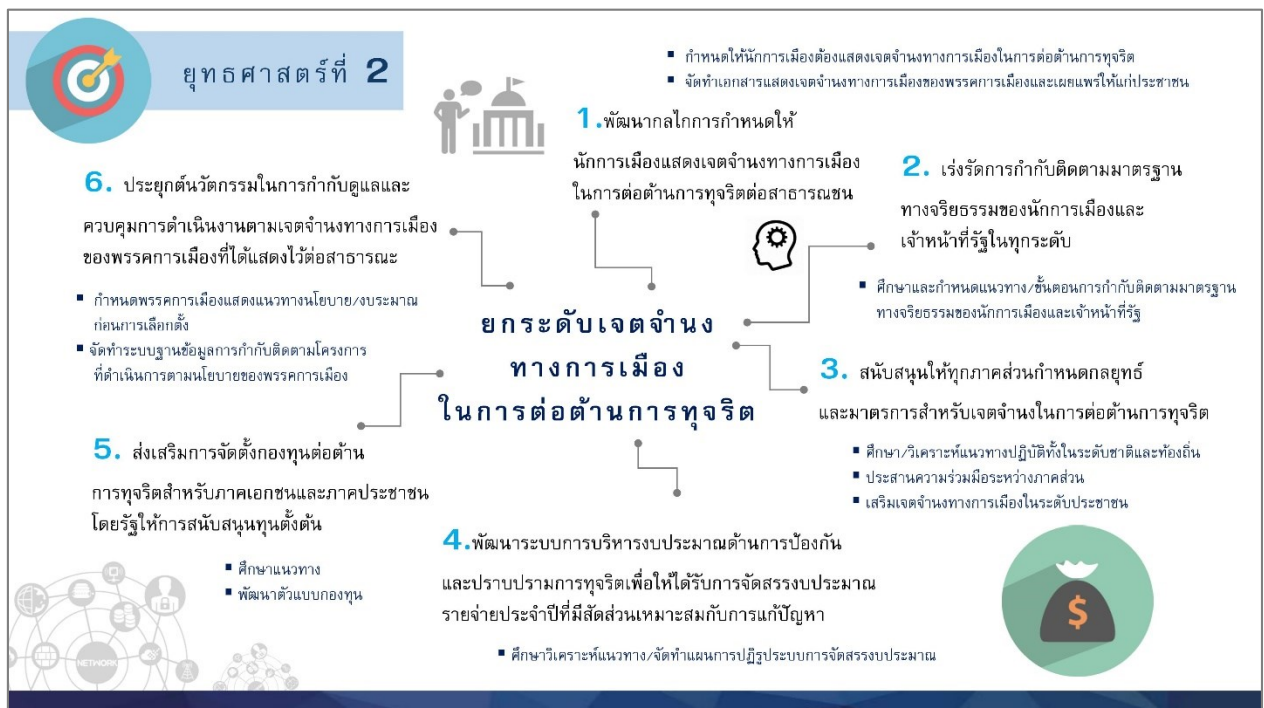 ยุทธศาสตร์ที่ 2
▪ กำหนดให้นักการเมืองต้องแสดงเจตจำนงทางการเมืองในการต่อต้านการทุจริต
▪ จัดทำเอกสารแสดงเจตจำนงทางการเมืองของพรรคการเมืองและเผยแพร่ให้แก่ประชาชน
1.พัฒนากลไกการกำหนดให้
นักการเมืองแสดงเจตจำนงทางการเมือง
ในการต่อต้านการทุจริตต่อสาธารณชน
2. เร่งรัดการกำกับติดตามมาตรฐาน
ทางจริยธรรมของนักการเมืองและ
เจ้าหน้าที่รัฐในทุกระดับ
▪ ศึกษาและกำหนดแนวทาง/ขั้นตอนการกำกับติดตามมาตรฐาน
ทางจริยธรรมของนักการเมืองและเจ้าหน้าที่รัฐ
ยกระดับเจตจำนง
ทางการเมือง
ในการต่อต้านการทุจริต
3. สนับสนุนให้ทุกภาคส่วนกำหนดกลยุทธ์
และมาตรการสำหรับเจตจำนงในการต่อต้านการทุจริต
▪ ศึกษา/วิเคราะห์แนวทางปฏิบัติทั้งในระดับชาติและท้องถิ่น
▪ ประสานความร่วมมือระหว่างภาคส่วน
▪ เสริมเจตจำนงทางการเมืองในระดับประชาชน
4.พัฒนาระบบการบริหารงบประมาณด้านการป้องกัน
และปราบปรามการทุจริตเพื่อให้ได้รับการจัดสรรงบประมาณ
รายจ่ายประจำปีที่มีสัดส่วนเหมาะสมกับการแก้ปัญหา
▪ ศึกษาวิเคราะห์แนวทาง/จัดทำแผนการปฏิรูประบบการจัดสรรงบประมาณ
5. ส่งเสริมการจัดตั้งกองทุนต่อต้าน
การทุจริตสำหรับภาคเอกชนและภาคประชาชน
โดยรัฐให้การสนับสนุนทุนตั้งต้น
▪ ศึกษาแนวทาง
▪ พัฒนาตัวแบบกองทุน
6. ประยุกต์นวัตกรรมในการกำกับดูแลและ
ควบคุมการดำเนินงานตามเจตจำนงทางการเมือง
ของพรรคการเมืองที่ได้แสดงไว้ต่อสาธารณะ
▪ กำหนดพรรคการเมืองแสดงแนวทางนโยบาย/งบประมาณ
ก่อนการเลือกตั้ง
▪ จัดทำระบบฐานข้อมูลการกำกับติดตามโครงการ
ที่ดำเนินการตามนโยบายของพรรคการเมือง
NETWORK
$